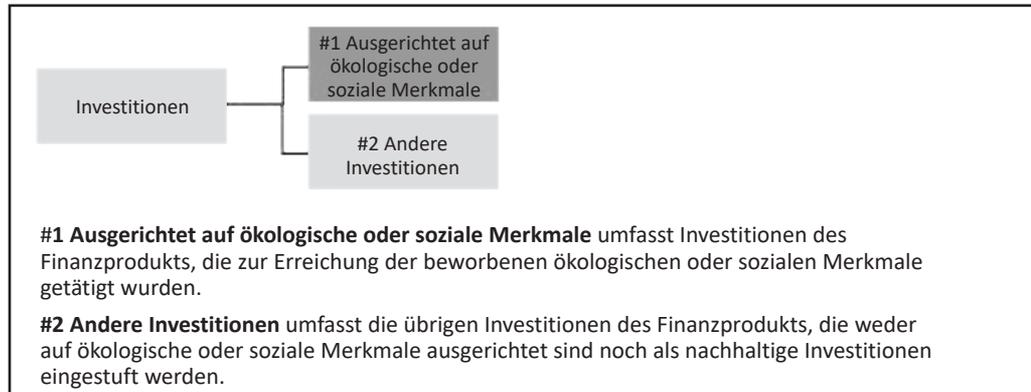 #1 Ausgerichtet auf
ökologische oder
soziale Merkmale
Investitionen
#2 Andere
Investitionen
#1 Ausgerichtet auf ökologische oder soziale Merkmale umfasst Investitionen des
Finanzprodukts, die zur Erreichung der beworbenen ökologischen oder sozialen Merkmale
getätigt wurden.
#2 Andere Investitionen umfasst die übrigen Investitionen des Finanzprodukts, die weder
auf ökologische oder soziale Merkmale ausgerichtet sind noch als nachhaltige Investitionen
eingestuft werden.